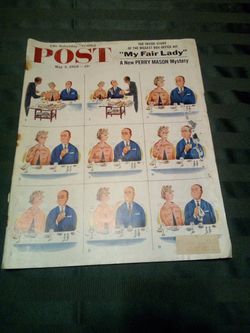 The Saturday Evening
POST
THE INSIDE STORY
OF THE BIGGEST BOX OFFICE HIT
"My Fair Lady"
A New PERRY MASON Mystery